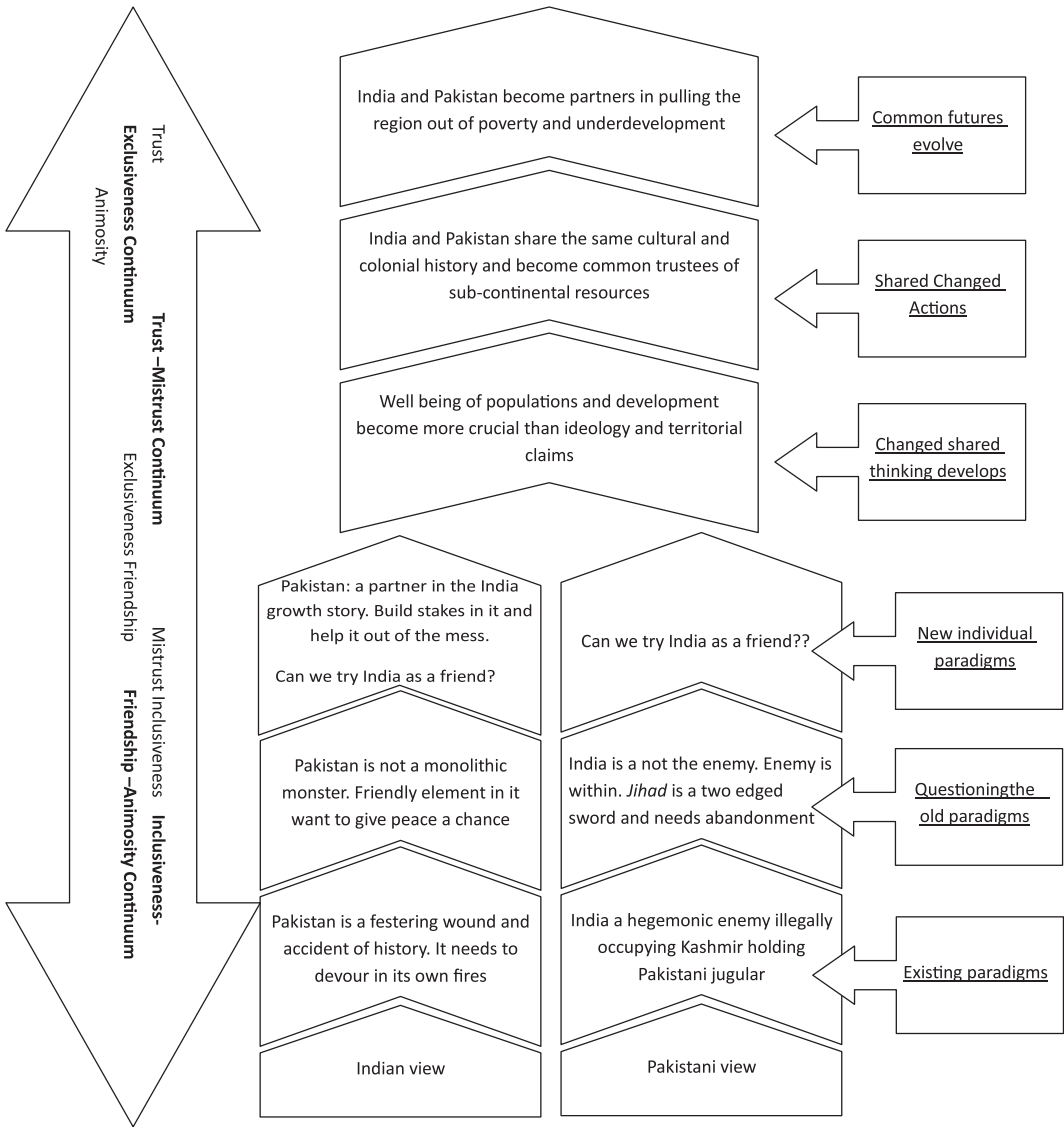 India and Pakistan become partners in pulling the
region out of poverty and underdevelopment
Common futures
evolve
India and Pakistan share the same cultural and
colonial history and become common trustees of
sub-continental resources
Shared Changed
Actions
Well being of populations and development
become more crucial than ideology and territorial
claims
Changed shared
thinking develops
Pakistan: a partner in the India
growth story. Build stakes in it and
help it out of the mess.
Can we try India as a friend?
Can we try India as a friend??
New individual
paradigms
Pakistan is not a monolithic
monster. Friendly element in it
want to give peace a chance
India is a not the enemy. Enemy is
within. Jihad is a two edged
sword and needs abandonment
Questioningthe
old paradigms
Pakistan is a festering wound and
accident of history. It needs to
devour in its own fires
India a hegemonic enemy illegally
occupying Kashmir holding
Pakistani jugular
Existing paradigms
Indian view
Pakistani view
Trust
Trust –Mistrust Continuum
Mistrust Inclusiveness
Inclusiveness-
Exclusiveness Continuum
Exclusiveness Friendship
Friendship –Animosity Continuum
Animosity